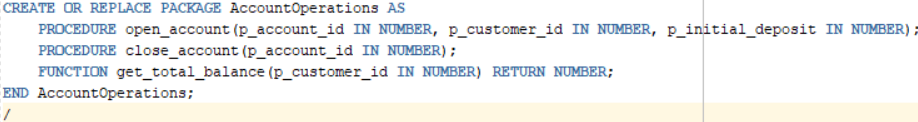 CREATE OR REPLACE PACKAGE AccountOperations AS
    PROCEDURE open_account(p_account_id IN NUMBER, p_customer_id IN NUMBER, p_initial_deposit IN NUMBER);
    PROCEDURE close_account(p_account_id IN NUMBER);
    FUNCTION get_total_balance(p_customer_id IN NUMBER) RETURN NUMBER;
END AccountOperations;
/